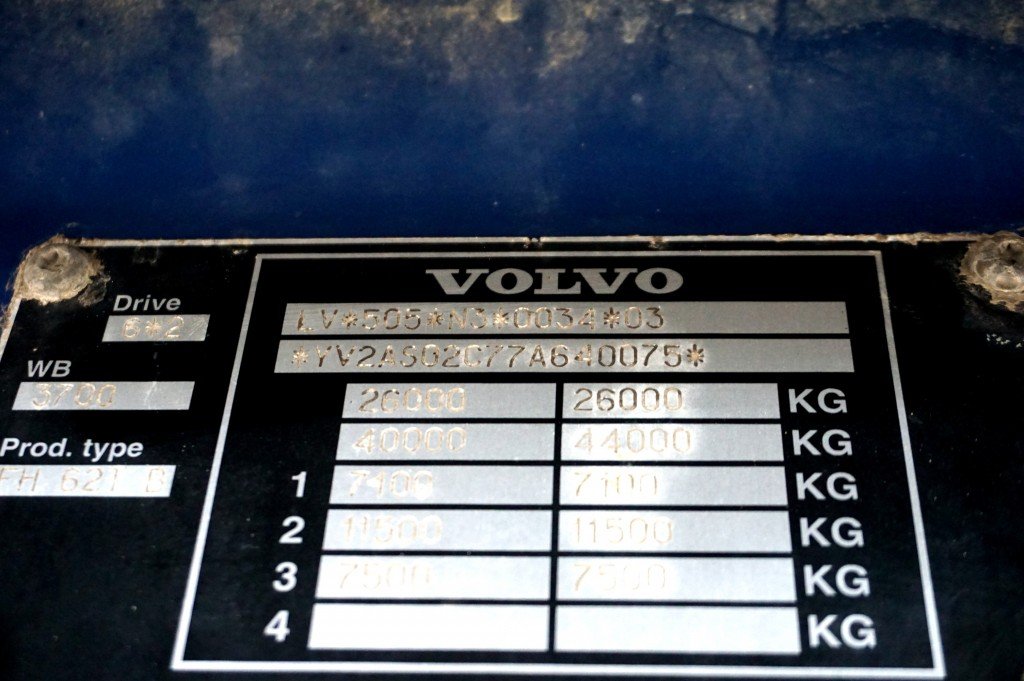 VOLVO
Drive
6*2
WB
3700
Prod. type
FH 621 B
LV*505*N3*0034*03
*YV2AS02C77A640075*
26000 26000 KG
40000 44000 KG
1 7100 7100 KG
2 11500 11500 KG
3 7500 7500 KG
4 KG